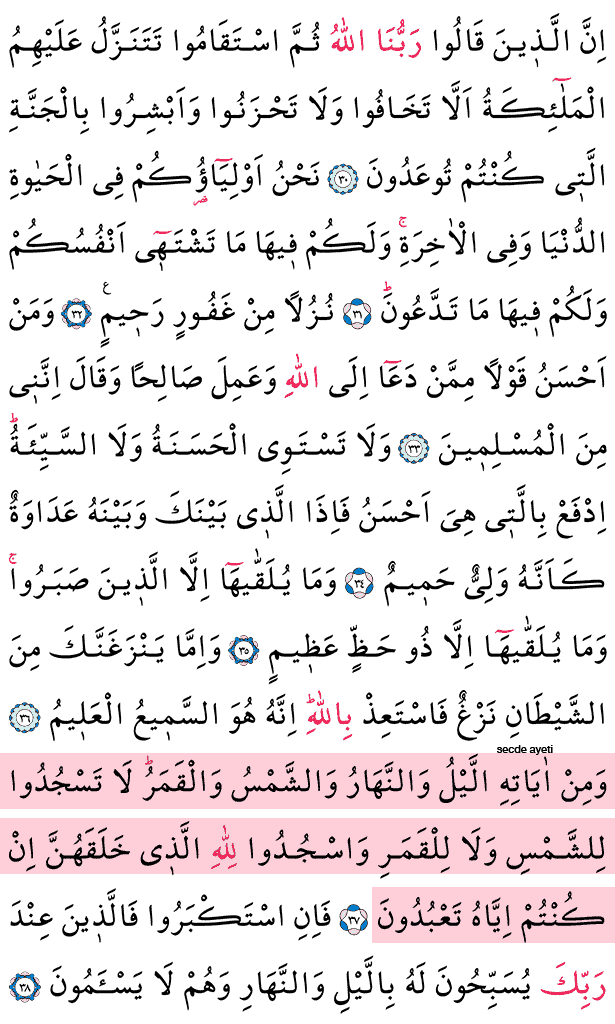 اِنَّ الَّذٖينَ قَالُوا رَبُّنَا اللّٰهُ ثُمَّ اسْتَقَامُوا تَتَنَزَّلُ عَلَيْهِمُ
الْمَلٰٓئِكَةُ اَلَّا تَخَافُوا وَلَا تَحْزَنُوا وَاَبْشِرُوا بِالْجَنَّةِ
الَّتٖى كُنْتُمْ تُوعَدُونَ ﴿٣٠﴾ نَحْنُ اَوْلِيَٓاؤُ۬كُمْ فِى الْحَيٰوةِ
الدُّنْيَا وَفِى الْاٰخِرَةِۚ وَلَكُمْ فٖيهَا مَا تَشْتَهٖٓى اَنْفُسُكُمْ
وَلَكُمْ فٖيهَا مَا تَدَّعُونَؕ ﴿٣١﴾ نُزُلًا مِنْ غَفُورٍ رَحٖيمٍ ع ﴿٣٢﴾ وَمَنْ
اَحْسَنُ قَوْلًا مِمَّنْ دَعَٓا اِلَى اللّٰهِ وَعَمِلَ صَالِحًا وَقَالَ اِنَّنٖى
مِنَ الْمُسْلِمٖينَ ﴿٣٣﴾ وَلَا تَسْتَوِى الْحَسَنَةُ وَلَا السَّيِّئَةُؕ
اِدْفَعْ بِالَّتٖى هِىَ اَحْسَنُ فَاِذَا الَّذٖى بَيْنَكَ وَبَيْنَهُ عَدَاوَةٌ
كَاَنَّهُ وَلِىٌّ حَمٖيمٌ ﴿٣٤﴾ وَمَا يُلَقّٰيهَٓا اِلَّا الَّذٖينَ صَبَرُواۚ
وَمَا يُلَقّٰيهَٓا اِلَّا ذُو حَظٍّ عَظٖيمٍ ﴿٣٥﴾ وَاِمَّا يَنْزَغَنَّكَ مِنَ
الشَّيْطَانِ نَزْغٌ فَاسْتَعِذْ بِاللّٰهِؕ اِنَّهُ هُوَ السَّمٖيعُ الْعَلٖيمُ ﴿٣٦﴾
secde ayeti
وَمِنْ اٰيَاتِهِ الَّيْلُ وَالنَّهَارُ وَالشَّمْسُ وَالْقَمَرُؕ لَا تَسْجُدُوا
لِلشَّمْسِ وَلَا لِلْقَمَرِ وَاسْجُدُوا لِلّٰهِ الَّذٖى خَلَقَهُنَّ اِنْ
كُنْتُمْ اِيَّاهُ تَعْبُدُونَ ﴿٣٧﴾ فَاِنِ اسْتَكْبَرُوا فَالَّذٖينَ عِنْدَ
رَبِّكَ يُسَبِّحُونَ لَهُ بِالَّيْلِ وَالنَّهَارِ وَهُمْ لَا يَسْـَٔمُونَ ﴿٣٨﴾